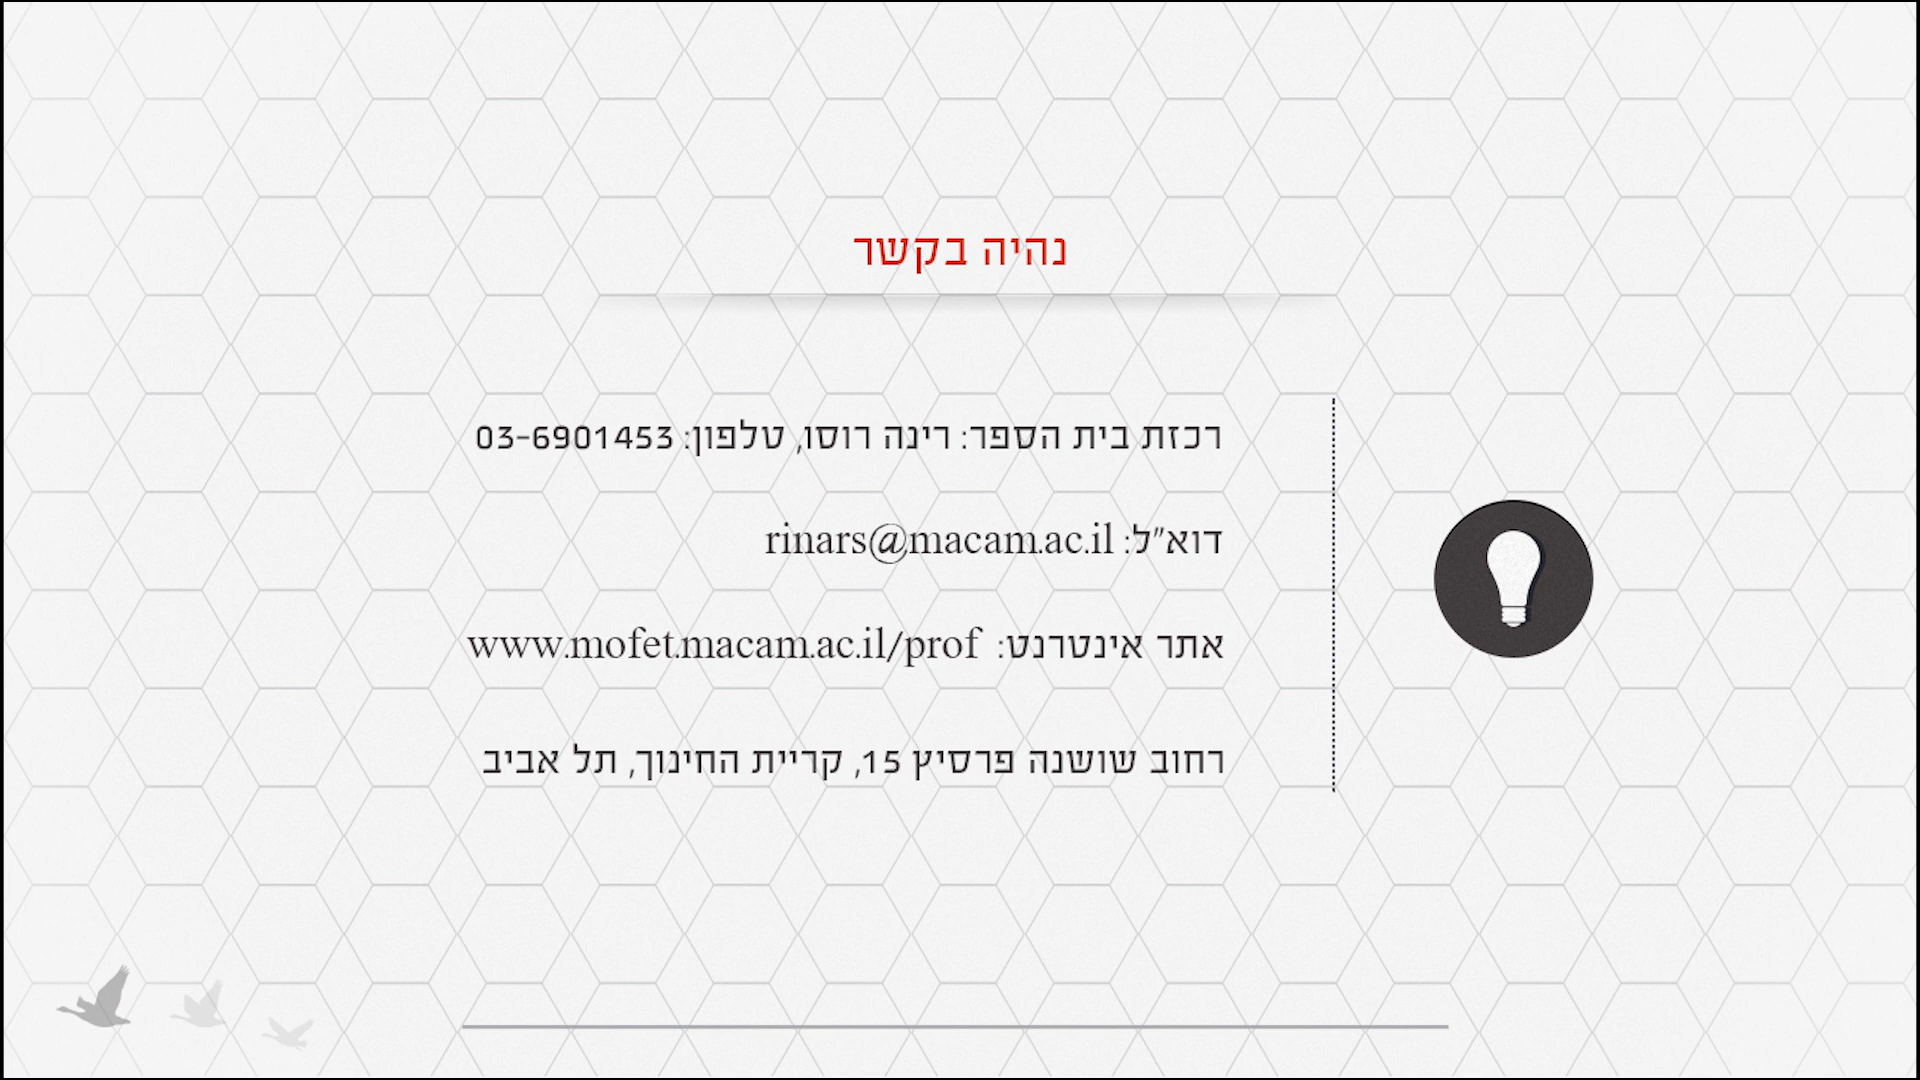 נהיה בקשר
רכזת בית הספר: רינה רוסו, טלפון: 03-6901453
דוא"ל: rinars@macam.ac.il
אתר אינטרנט: www.mofet.macam.ac.il/prof
רחוב שושנה פרסיץ 15, קריית החינוך, תל אביב